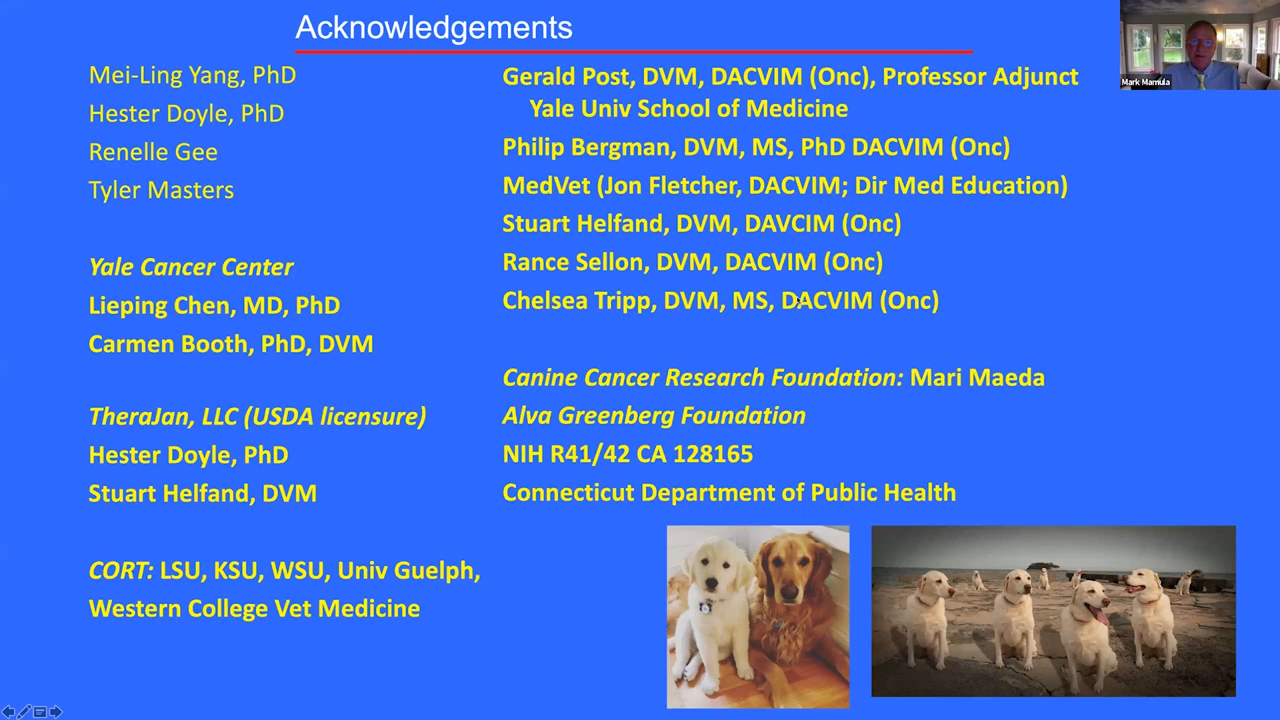 Acknowledgements
Mei-Ling Yang, PhD
Hester Doyle, PhD
Renelle Gee
Tyler Masters
Yale Cancer Center
Lieping Chen, MD, PhD
Carmen Booth, PhD, DVM
TheraJan, LLC (USDA licensure)
Hester Doyle, PhD
Stuart Helfand, DVM
CORT: LSU, KSU, WSU, Univ Guelph,
Western College Vet Medicine
Gerald Post, DVM, DACVIM (Onc), Professor Adjunct
Yale Univ School of Medicine
Philip Bergman, DVM, MS, PhD DACVIM (Onc)
MedVet (Jon Fletcher, DACVIM; Dir Med Education)
Stuart Helfand, DVM, DAVCIM (Onc)
Rance Sellon, DVM, DACVIM (Onc)
Chelsea Tripp, DVM, MS, DACVIM (Onc)
Canine Cancer Research Foundation: Mari Maeda
Alva Greenberg Foundation
NIH R41/42 CA 128165
Connecticut Department of Public Health
Mark Mamula